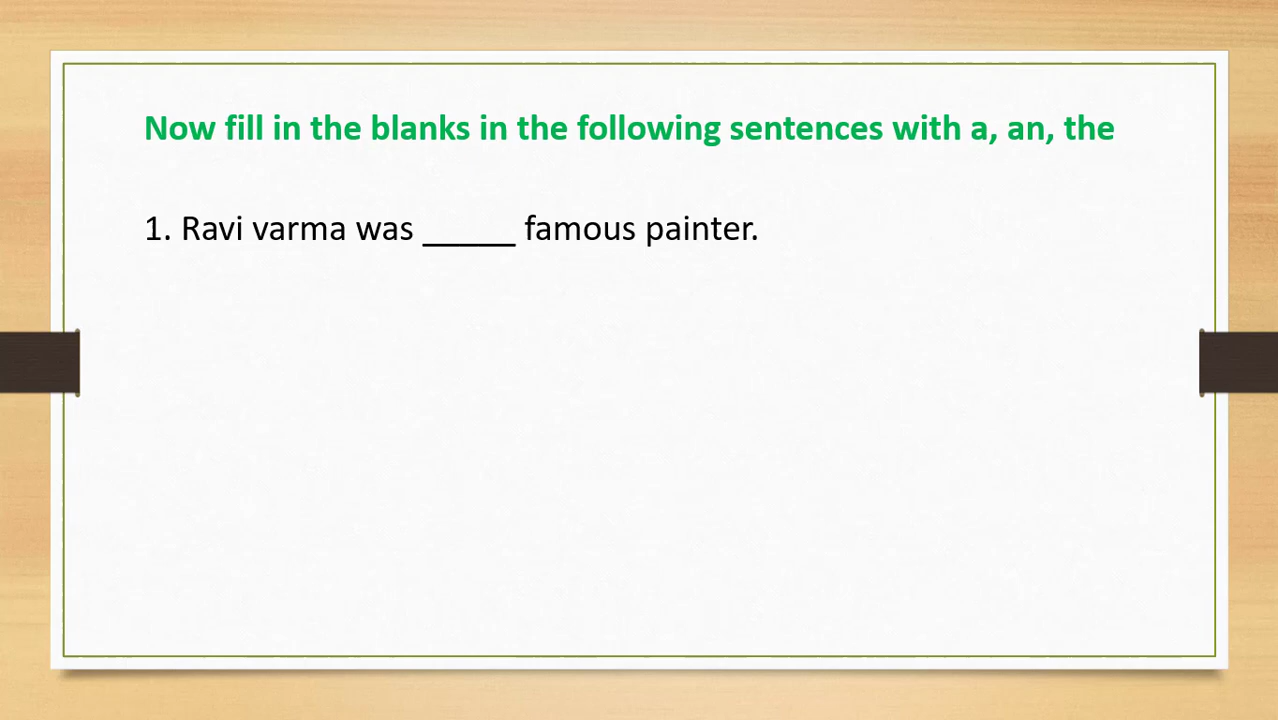 Now fill in the blanks in the following sentences with a, an, the
1. Ravi varma was _____ famous painter.